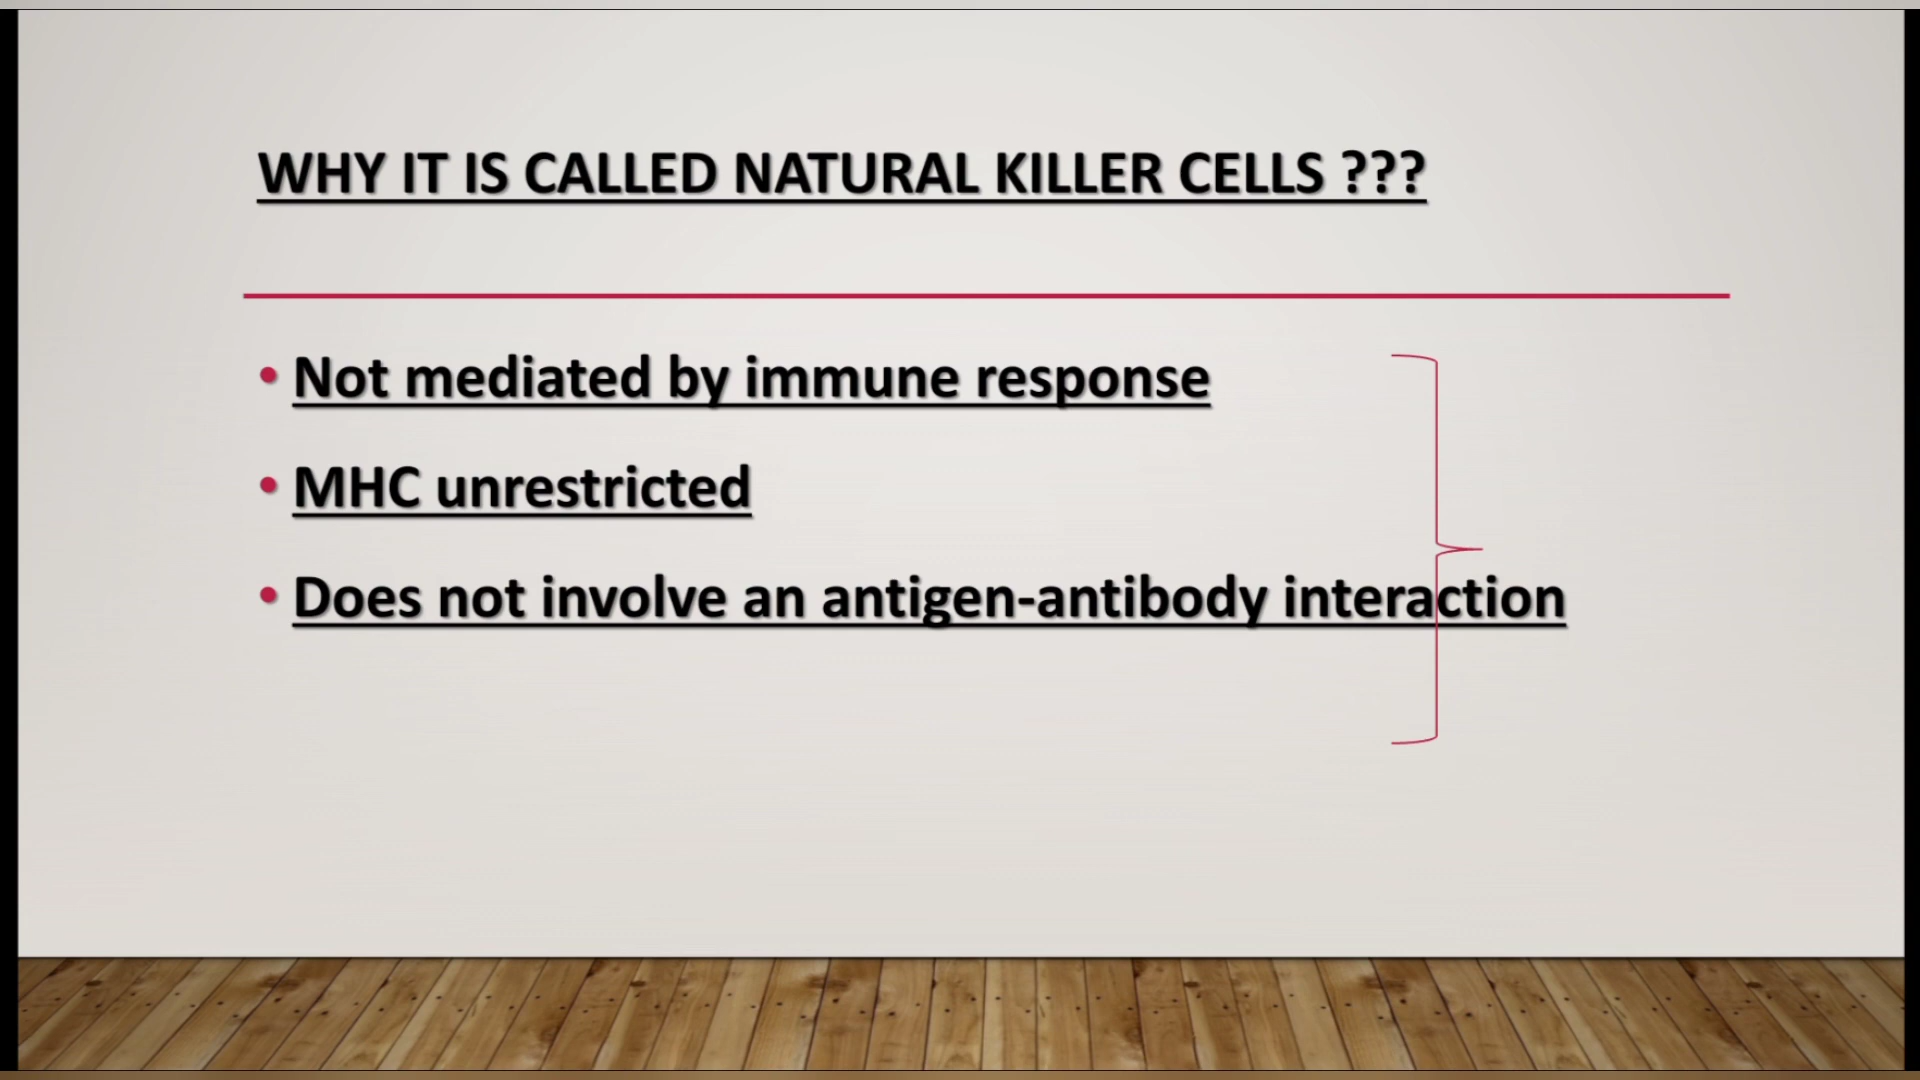 WHY IT IS CALLED NATURAL KILLER CELLS ???
• Not mediated by immune response
• MHC unrestricted
• Does not involve an antigen-antibody interaction